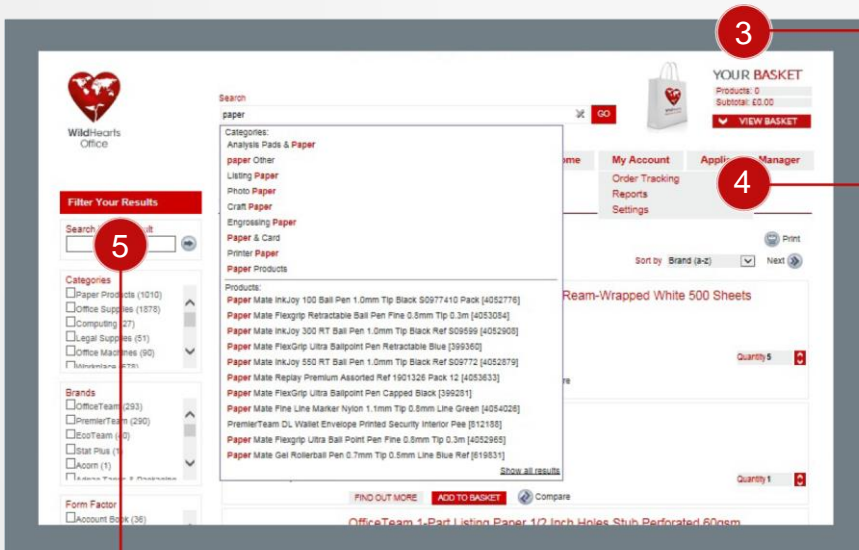 3
YOUR BASKET
Products: 0
Subtotal: £0.00
VIEW BASKET
WildHearts
Office
Search
paper
GO
Categories:
Analysis Pads & Paper
paper Other
Listing Paper
Photo Paper
Craft Paper
Engrossing Paper
Paper & Card
Printer Paper
Paper Products
Products:
Paper Mate InkJoy 100 Ball Pen 1.0mm Tip Black S0977410 Pack [4052776]
Paper Mate Flexgrip Retractable Ball Pen Fine 0.8mm Tip 0.3m [4053084]
Paper Mate InkJoy 300 RT Ball Pen 1.0mm Tip Black Ref S09599 [4052908]
Paper Mate FlexGrip Ultra Ballpoint Pen Retractable Blue [399360]
Paper Mate InkJoy 550 RT Ball Pen 1.0mm Tip Black Ref S09772 [4052879]
Paper Mate Replay Premium Assorted Ref 1901326 Pack 12 [4053633]
Paper Mate FlexGrip Ultra Ballpoint Pen Capped Black [399281]
Paper Mate Fine Line Marker Nylon 1.1mm Tip 0.8mm Line Green [4054026]
PremierTeam DL Wallet Envelope Printed Security Interior Pee [812188]
Paper Mate Flexgrip Ultra Ball Point Pen Fine 0.8mm Tip 0.3m [4052965]
Paper Mate Gel Rollerball Pen 0.7mm Tip 0.5mm Line Blue Ref [619831]
Show all results
My Account
Manager
Order Tracking
Reports
Settings
4
Filter Your Results
Search
5
Print
Sort by Brand (a-z)
Next
Categories
Paper Products (1010)
Office Supplies (1878)
Computing (27)
Legal Supplies (51)
Office Machines (90)
Workplace (678)
Ream-Wrapped White 500 Sheets
Quantity 5
Brands
OfficeTeam (293)
PremierTeam (290)
EcoTeam
Stat Plus
Acorn (1)
Quantity 1
FIND OUT MORE
ADD TO BASKET
Compare
Form Factor
Account Book (36)
OfficeTeam 1-Part Listing Paper 1/2 Inch Holes Stub Perforated 60gsm